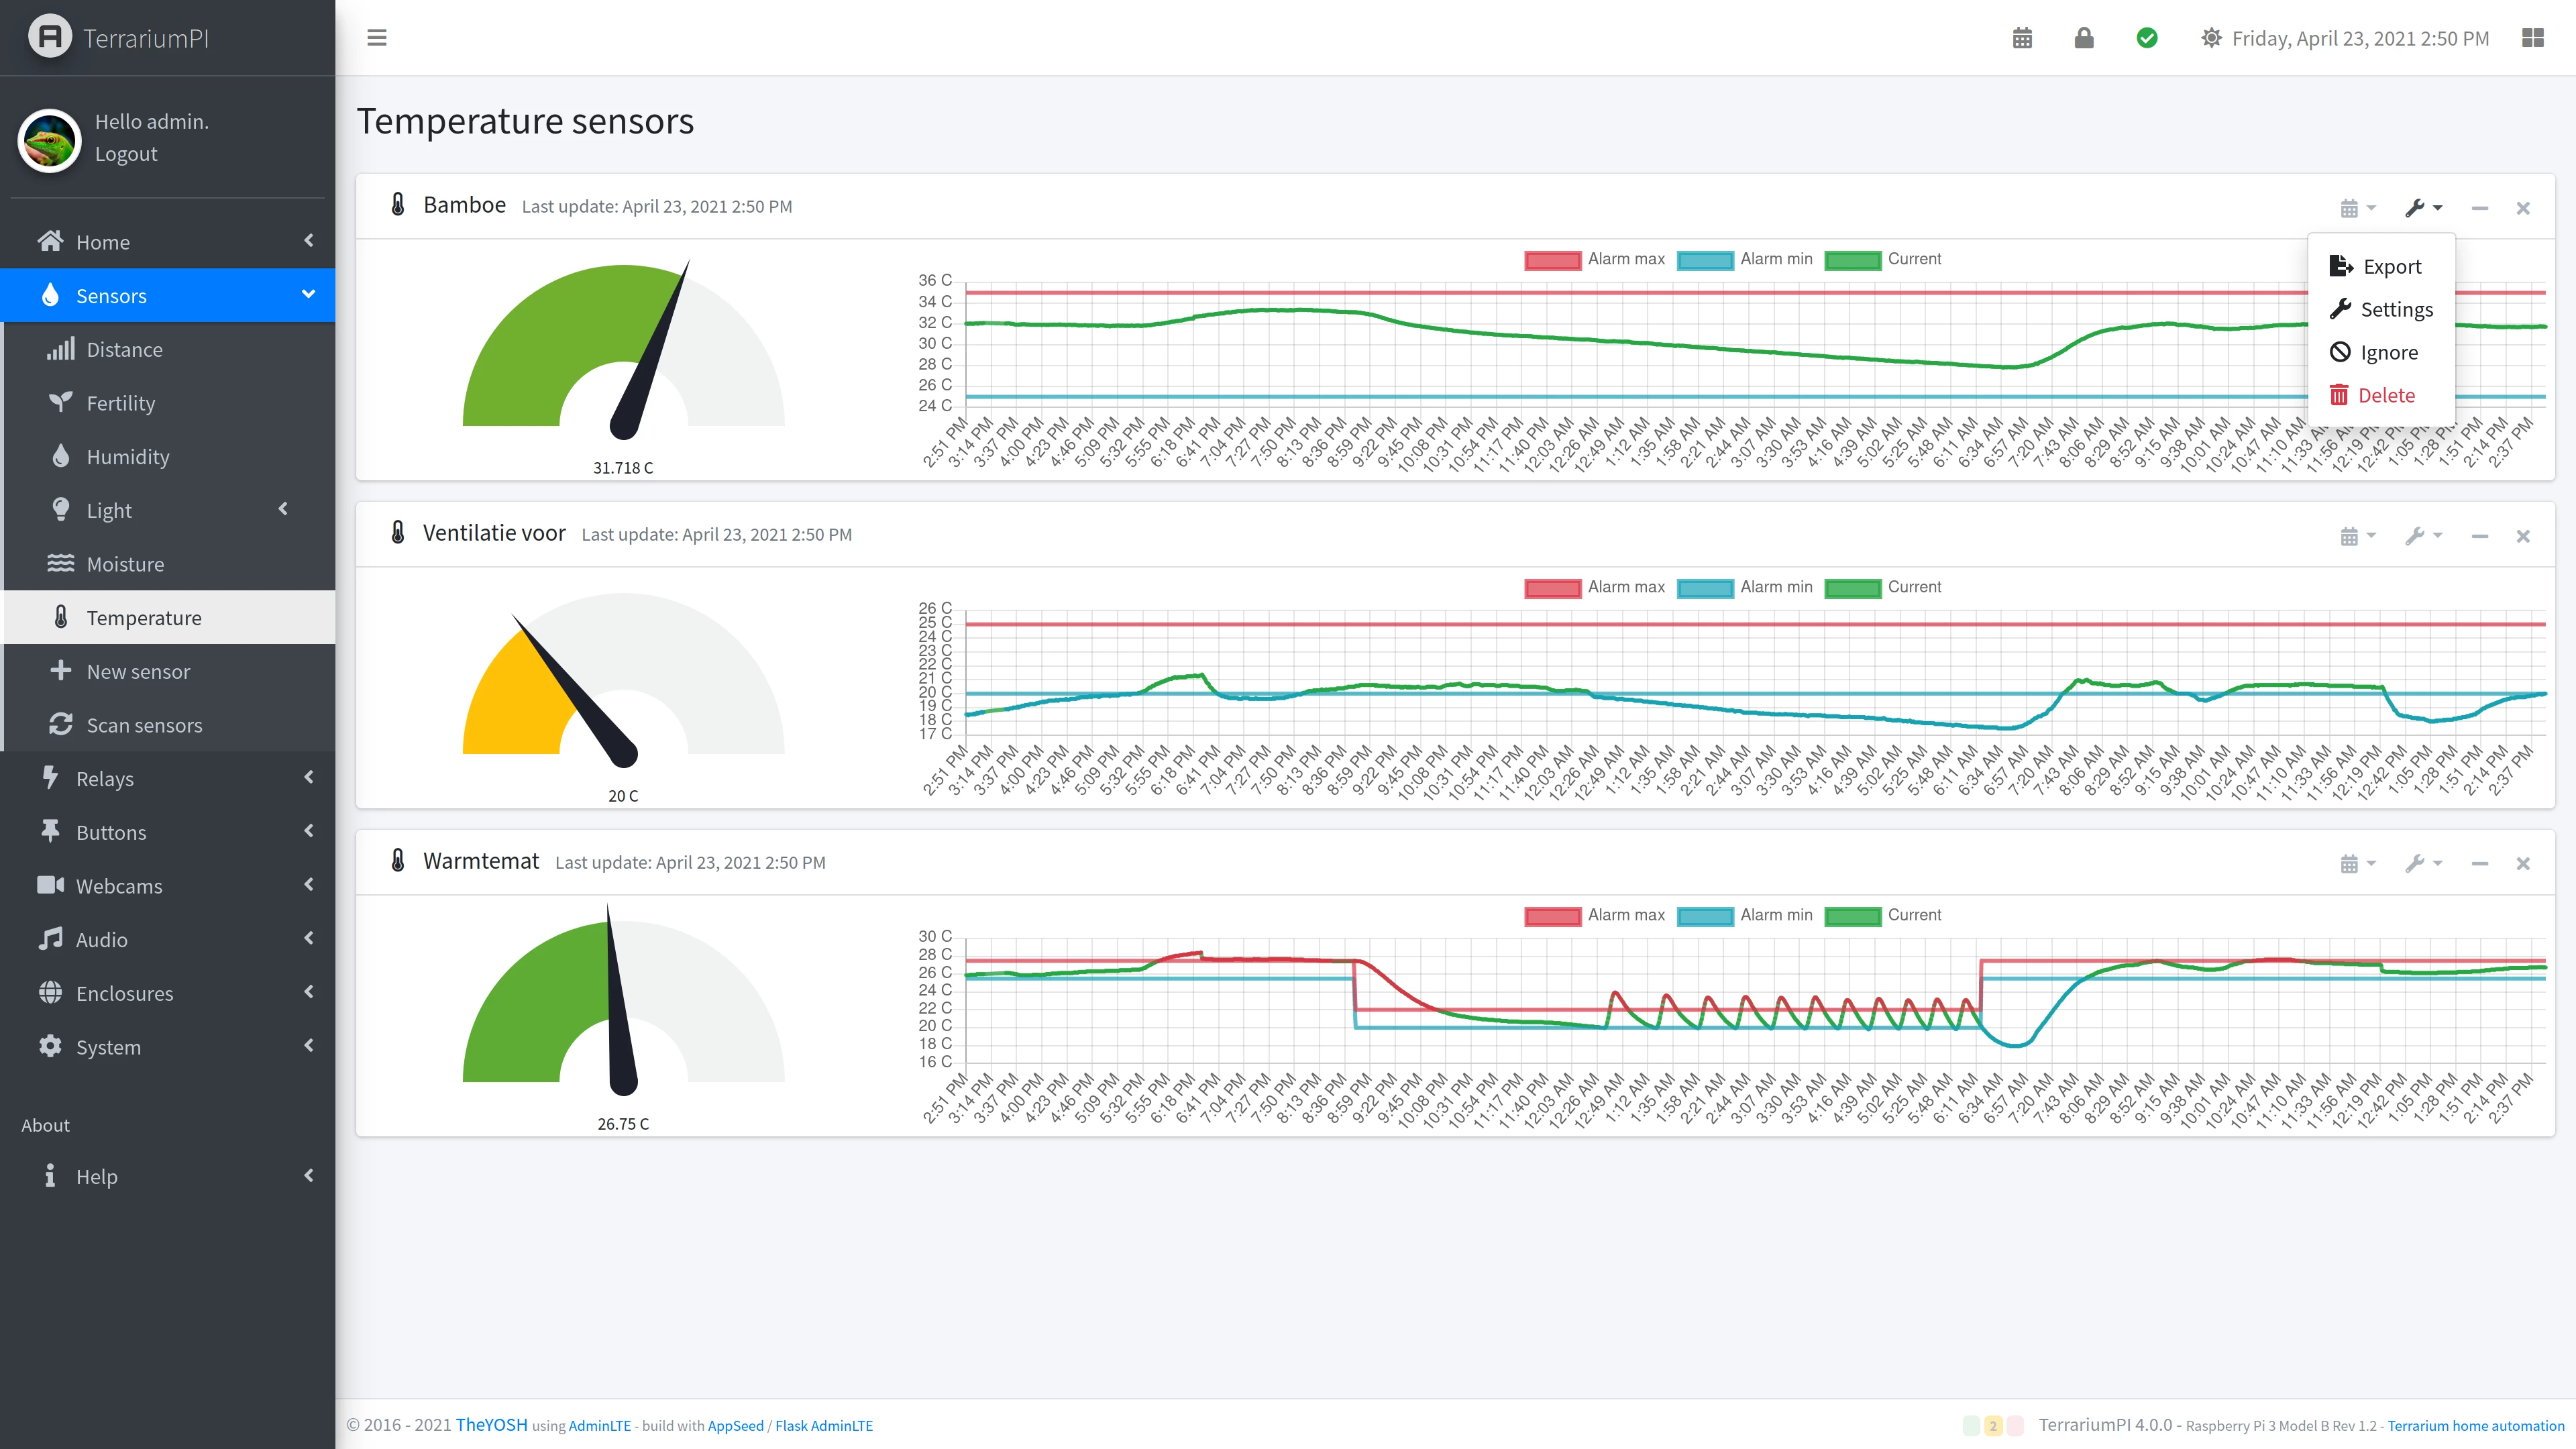 TerrariumPI
Friday, April 23, 2021 2:50 PM
Hello admin.
Logout
Home
Sensors
Distance
Fertility
Humidity
Light
Moisture
Temperature
New sensor
Scan sensors
Relays
Buttons
Webcams
Audio
Enclosures
System
About
Help
Temperature sensors
Bamboe Last update: April 23, 2021 2:50 PM
Export
Settings
Ignore
Delete
Alarm max Alarm min Current
36 C
34 C
32 C
30 C
28 C
26 C
24 C
2:51 PM 3:14 PM 3:37 PM 4:00 PM 4:23 PM 4:46 PM 5:09 PM 5:32 PM 5:55 PM 6:18 PM 6:41 PM 7:04 PM 7:27 PM 7:50 PM 8:13 PM 8:36 PM 8:59 PM 9:22 PM 9:45 PM 10:08 PM 10:31 PM 10:54 PM 11:17 PM 11:40 PM 12:03 AM 12:26 AM 12:49 AM 1:12 AM 1:35 AM 1:58 AM 2:21 AM 2:44 AM 3:07 AM 3:30 AM 3:53 AM 4:16 AM 4:39 AM 5:02 AM 5:25 AM 5:48 AM 6:11 AM 6:34 AM 6:57 AM 7:20 AM 7:43 AM 8:06 AM 8:29 AM 8:52 AM 9:15 AM 9:38 AM 10:01 AM 10:24 AM 10:47 AM 11:10 AM 11:33 11:56 12:19 12:42 1:05 1:28 1:51 PM 2:14 PM 2:37 PM
31.718 C
Ventilatie voor Last update: April 23, 2021 2:50 PM
Alarm max Alarm min Current
26 C
25 C
24 C
23 C
22 C
21 C
20 C
19 C
18 C
17 C
2:51 PM 3:14 PM 3:37 PM 4:00 PM 4:23 PM 4:46 PM 5:09 PM 5:32 PM 5:55 PM 6:18 PM 6:41 PM 7:04 PM 7:27 PM 7:50 PM 8:13 PM 8:36 PM 8:59 PM 9:22 PM 9:45 PM 10:08 PM 10:31 PM 10:54 PM 11:17 PM 11:40 PM 12:03 AM 12:26 AM 12:49 AM 1:12 AM 1:35 AM 1:58 AM 2:21 AM 2:44 AM 3:07 AM 3:30 AM 3:53 AM 4:16 AM 4:39 AM 5:02 AM 5:25 AM 5:48 AM 6:11 AM 6:34 AM 6:57 AM 7:20 AM 7:43 AM 8:06 AM 8:29 AM 8:52 AM 9:15 AM 9:38 AM 10:01 AM 10:24 AM 10:47 AM 11:10 AM 11:33 AM 11:56 AM 12:19 PM 12:42 PM 1:05 PM 1:28 PM 1:51 PM 2:14 PM 2:37 PM
20 C
Warmtemat Last update: April 23, 2021 2:50 PM
Alarm max Alarm min Current
30 C
28 C
26 C
24 C
22 C
20 C
18 C
16 C
2:51 PM 3:14 PM 3:37 PM 4:00 PM 4:23 PM 4:46 PM 5:09 PM 5:32 PM 5:55 PM 6:18 PM 6:41 PM 7:04 PM 7:27 PM 7:50 PM 8:13 PM 8:36 PM 8:59 PM 9:22 PM 9:45 PM 10:08 PM 10:31 PM 10:54 PM 11:17 PM 11:40 PM 12:03 AM 12:26 AM 12:49 AM 1:12 AM 1:35 AM 1:58 AM 2:21 AM 2:44 AM 3:07 AM 3:30 AM 3:53 AM 4:16 AM 4:39 AM 5:02 AM 5:25 AM 5:48 AM 6:11 AM 6:34 AM 6:57 AM 7:20 AM 7:43 AM 8:06 AM 8:29 AM 8:52 AM 9:15 AM 9:38 AM 10:01 AM 10:24 AM 10:47 AM 11:10 AM 11:33 AM 11:56 AM 12:19 PM 12:42 PM 1:05 PM 1:28 PM 1:51 PM 2:14 PM 2:37 PM
26.75 C
© 2016 - 2021 TheYOSH using AdminLTE - build with AppSeed / Flask AdminLTE
2 TerrariumPI 4.0.0 - Raspberry Pi 3 Model B Rev 1.2 - Terrarium home automation